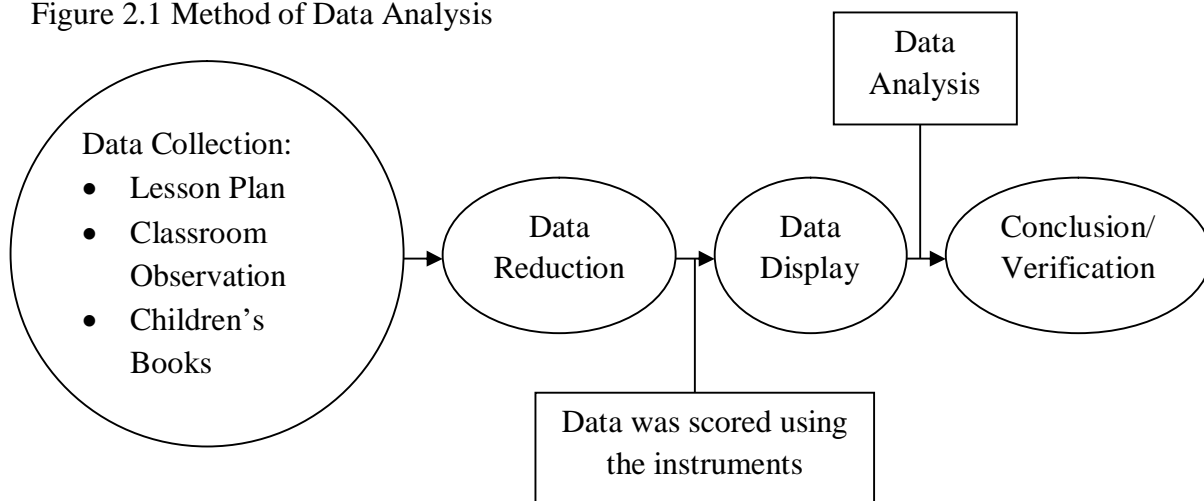 Figure 2.1 Method of Data Analysis
Data
Analysis
Data Collection:
• Lesson Plan
• Classroom
Observation
• Children’s
Books
Data
Reduction
Data
Display
Conclusion/
Verification
Data was scored using
the instruments